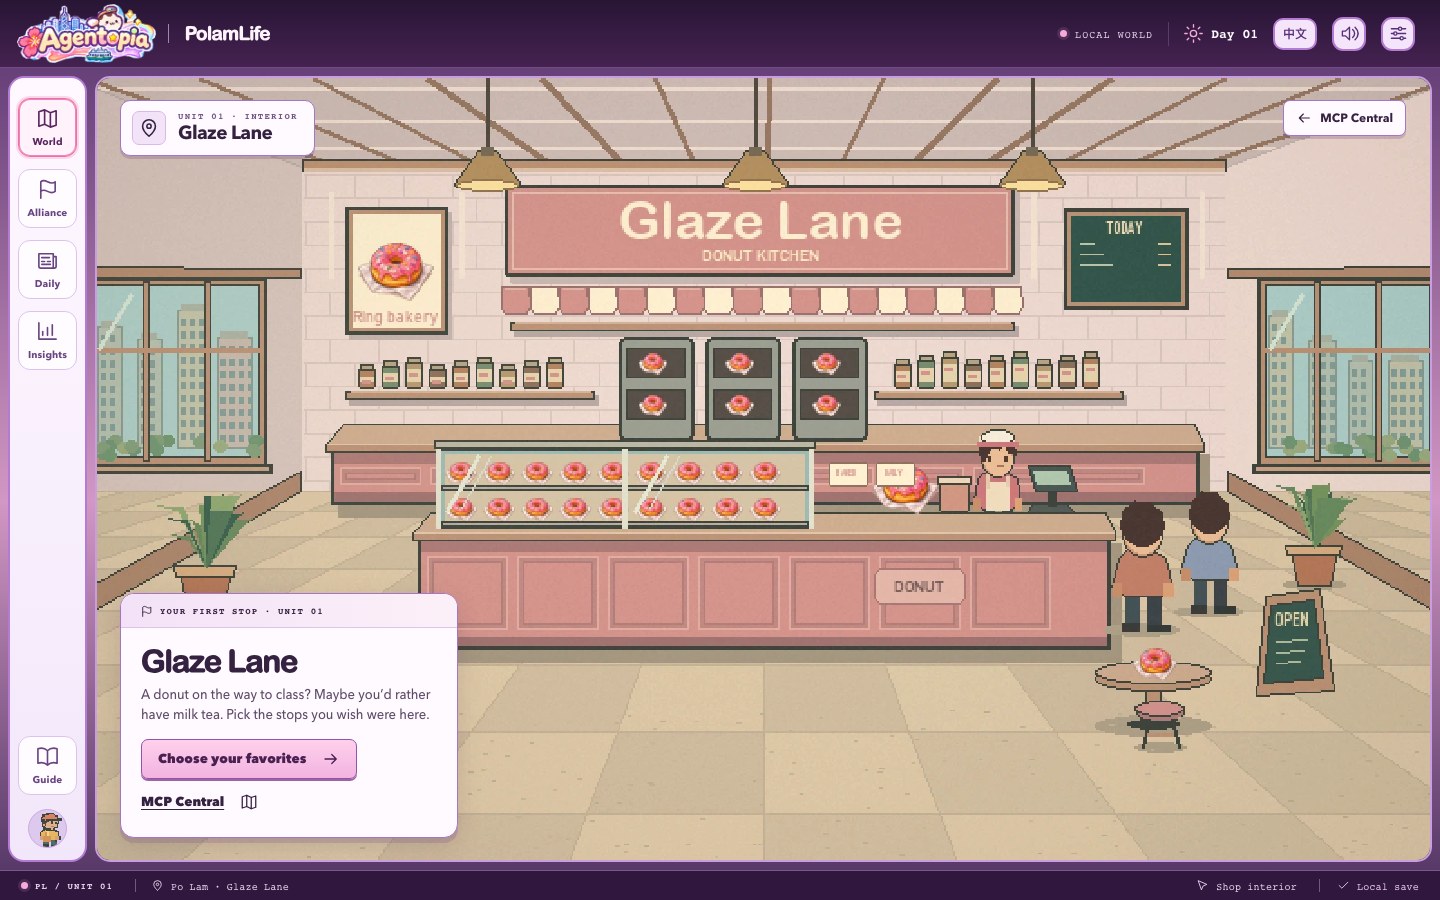 Agentopia
PolamLife
LOCAL WORLD
Day 01
中文
World
Alliance
Daily
Insights
Guide
UNIT 01 · INTERIOR
Glaze Lane
MCP Central
Glaze Lane
DONUT KITCHEN
Ring bakery
TODAY
DAILY
DONUT
OPEN
YOUR FIRST STOP · UNIT 01
Glaze Lane
A donut on the way to class? Maybe you’d rather
have milk tea. Pick the stops you wish were here.
Choose your favorites
MCP Central
PL / UNIT 01
Po Lam · Glaze Lane
Shop interior
Local save